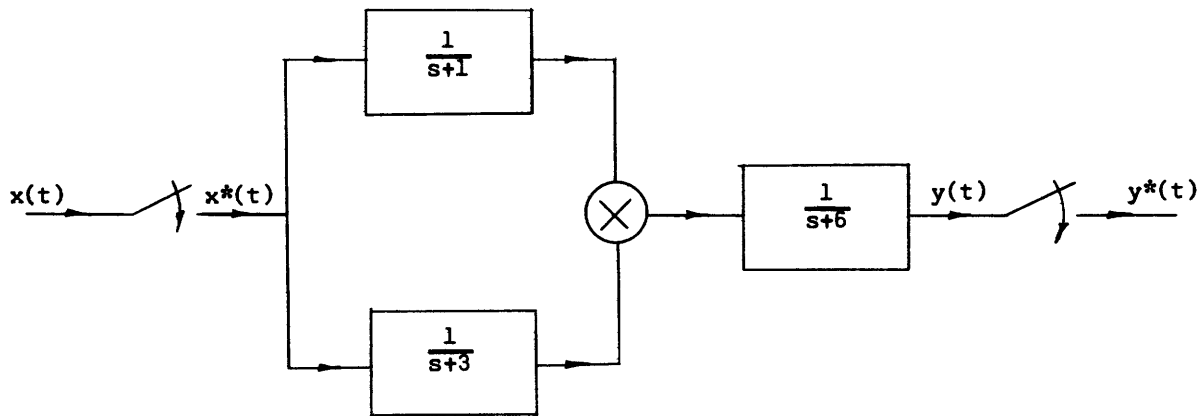 1
s+1
x(t)
x*(t)
1
s+6
y(t)
y*(t)
1
s+3